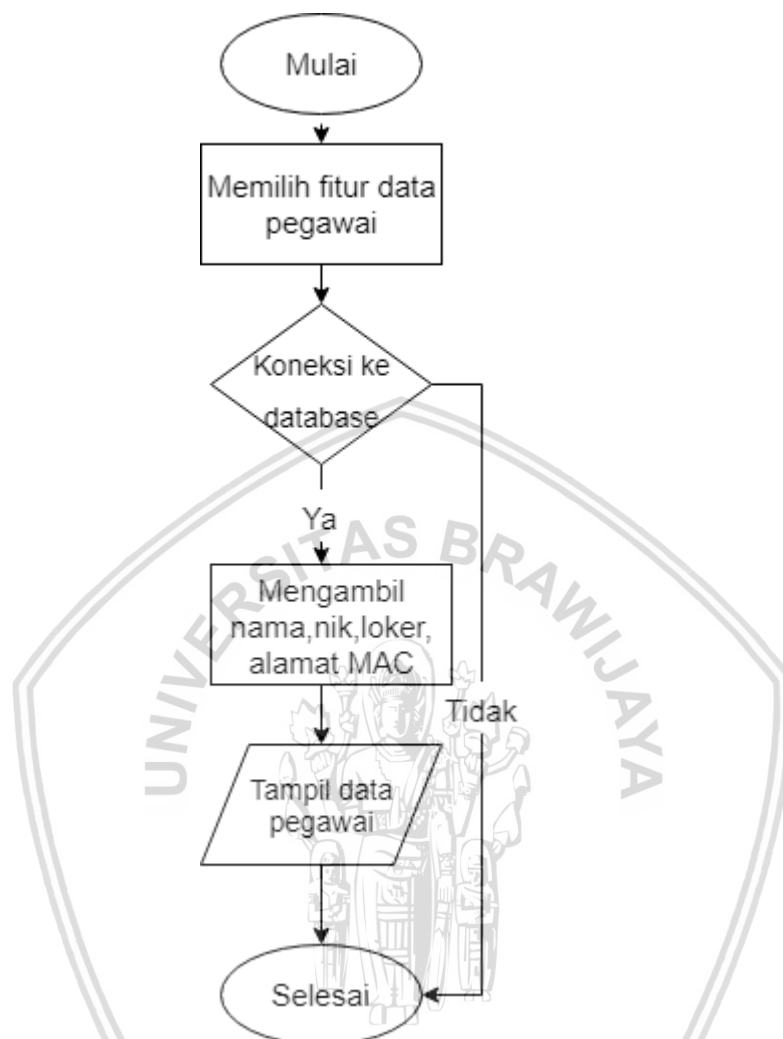 Mulai
Memilih fitur data
pegawai
Koneksi ke
database
Ya
UNIVERSITAS BRAWIJAYA
Mengambil
nama,nik,loker,
alamat MAC
Tidak
Tampil data
pegawai
Selesai